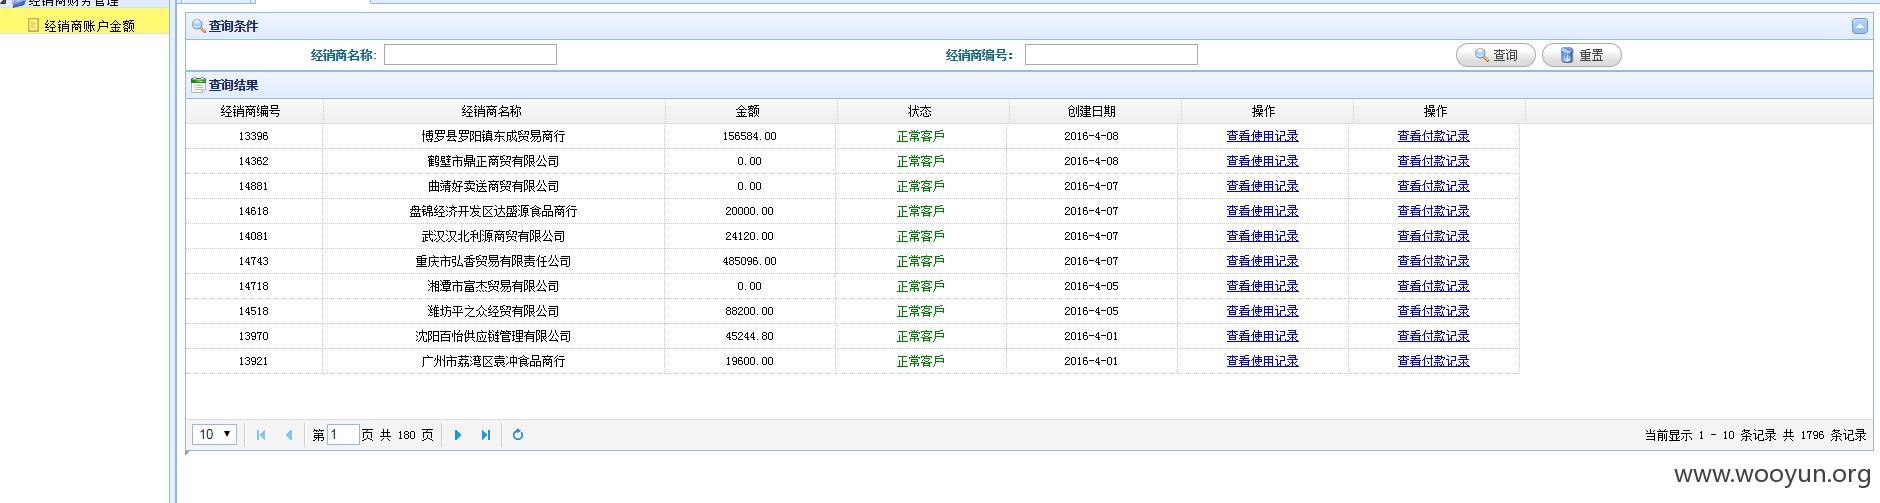 经销商财务管理
经销商账户金额
查询条件
经销商名称: 经销商编号: 查询 重置
查询结果
经销商编号 经销商名称 金额 状态 创建日期 操作 操作
13396 博罗县罗阳镇东成贸易商行 156584.00 正常客戶 2016-4-08 查看使用记录 查看付款记录
14362 鹤壁市鼎正商贸有限公司 0.00 正常客戶 2016-4-08 查看使用记录 查看付款记录
14881 曲靖好卖送商贸有限公司 0.00 正常客戶 2016-4-07 查看使用记录 查看付款记录
14618 盘锦经济开发区达盛源食品商行 20000.00 正常客戶 2016-4-07 查看使用记录 查看付款记录
14081 武汉汉北利源商贸有限公司 24120.00 正常客戶 2016-4-07 查看使用记录 查看付款记录
14743 重庆市弘香贸易有限责任公司 485096.00 正常客戶 2016-4-07 查看使用记录 查看付款记录
14718 湘潭市富杰贸易有限公司 0.00 正常客戶 2016-4-05 查看使用记录 查看付款记录
14518 潍坊平之众经贸有限公司 88200.00 正常客戶 2016-4-05 查看使用记录 查看付款记录
13970 沈阳百怡供应链管理有限公司 45244.80 正常客戶 2016-4-01 查看使用记录 查看付款记录
13921 广州市荔湾区袁冲食品商行 19600.00 正常客戶 2016-4-01 查看使用记录 查看付款记录
10 第 1 页 共 180 页 当前显示 1 - 10 条记录 共 1796 条记录
www.wooyun.org